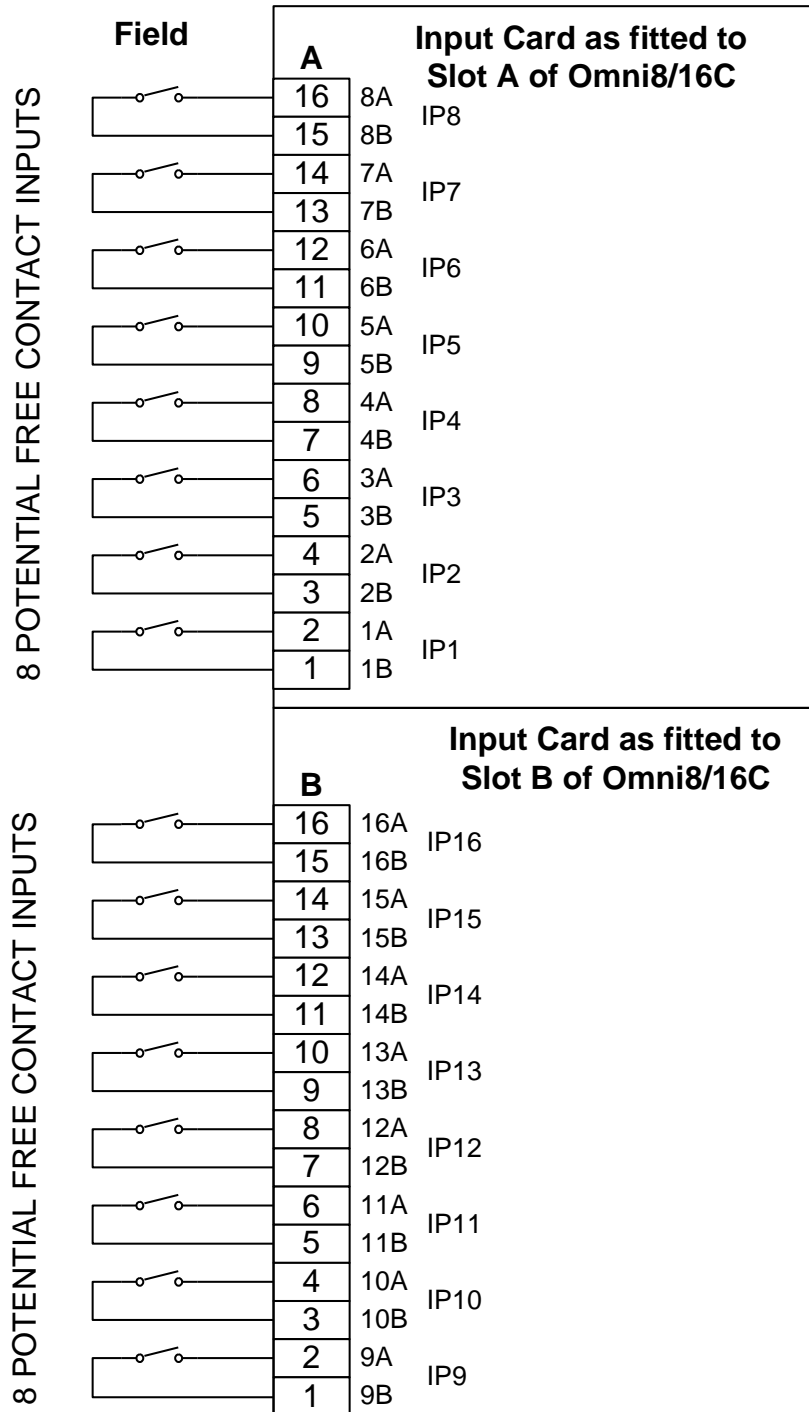 Field
A
Input Card as fitted to
Slot A of Omni8/16C
8 POTENTIAL FREE CONTACT INPUTS
16 8A
IP8
15 8B
14 7A
IP7
13 7B
12 6A
IP6
11 6B
10 5A
IP5
9 5B
8 4A
IP4
7 4B
6 3A
IP3
5 3B
4 2A
IP2
3 2B
2 1A
IP1
1 1B
Input Card as fitted to
Slot B of Omni8/16C
B
8 POTENTIAL FREE CONTACT INPUTS
16 16A
IP16
15 16B
14 15A
IP15
13 15B
12 14A
IP14
11 14B
10 13A
IP13
9 13B
8 12A
IP12
7 12B
6 11A
IP11
5 11B
4 10A
IP10
3 10B
2 9A
IP9
1 9B